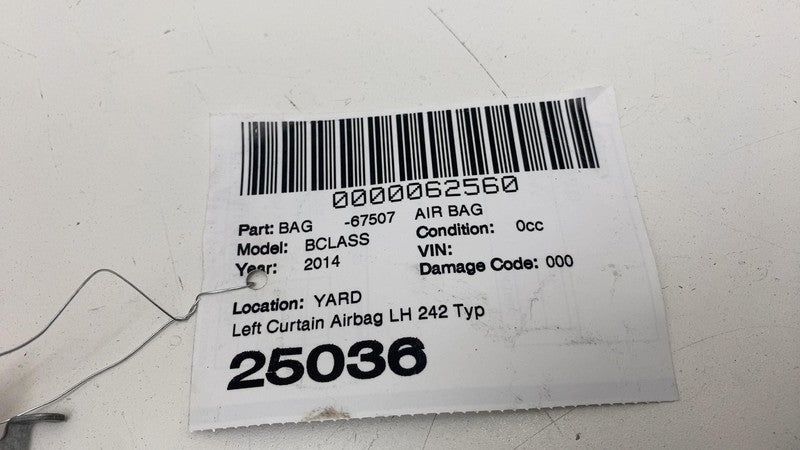 0000062560
Part: BAG -67507 AIR BAG
Model: BCLASS Condition: 0cc
Year: 2014 VIN:
Damage Code: 000
Location: YARD
Left Curtain Airbag LH 242 Typ
25036